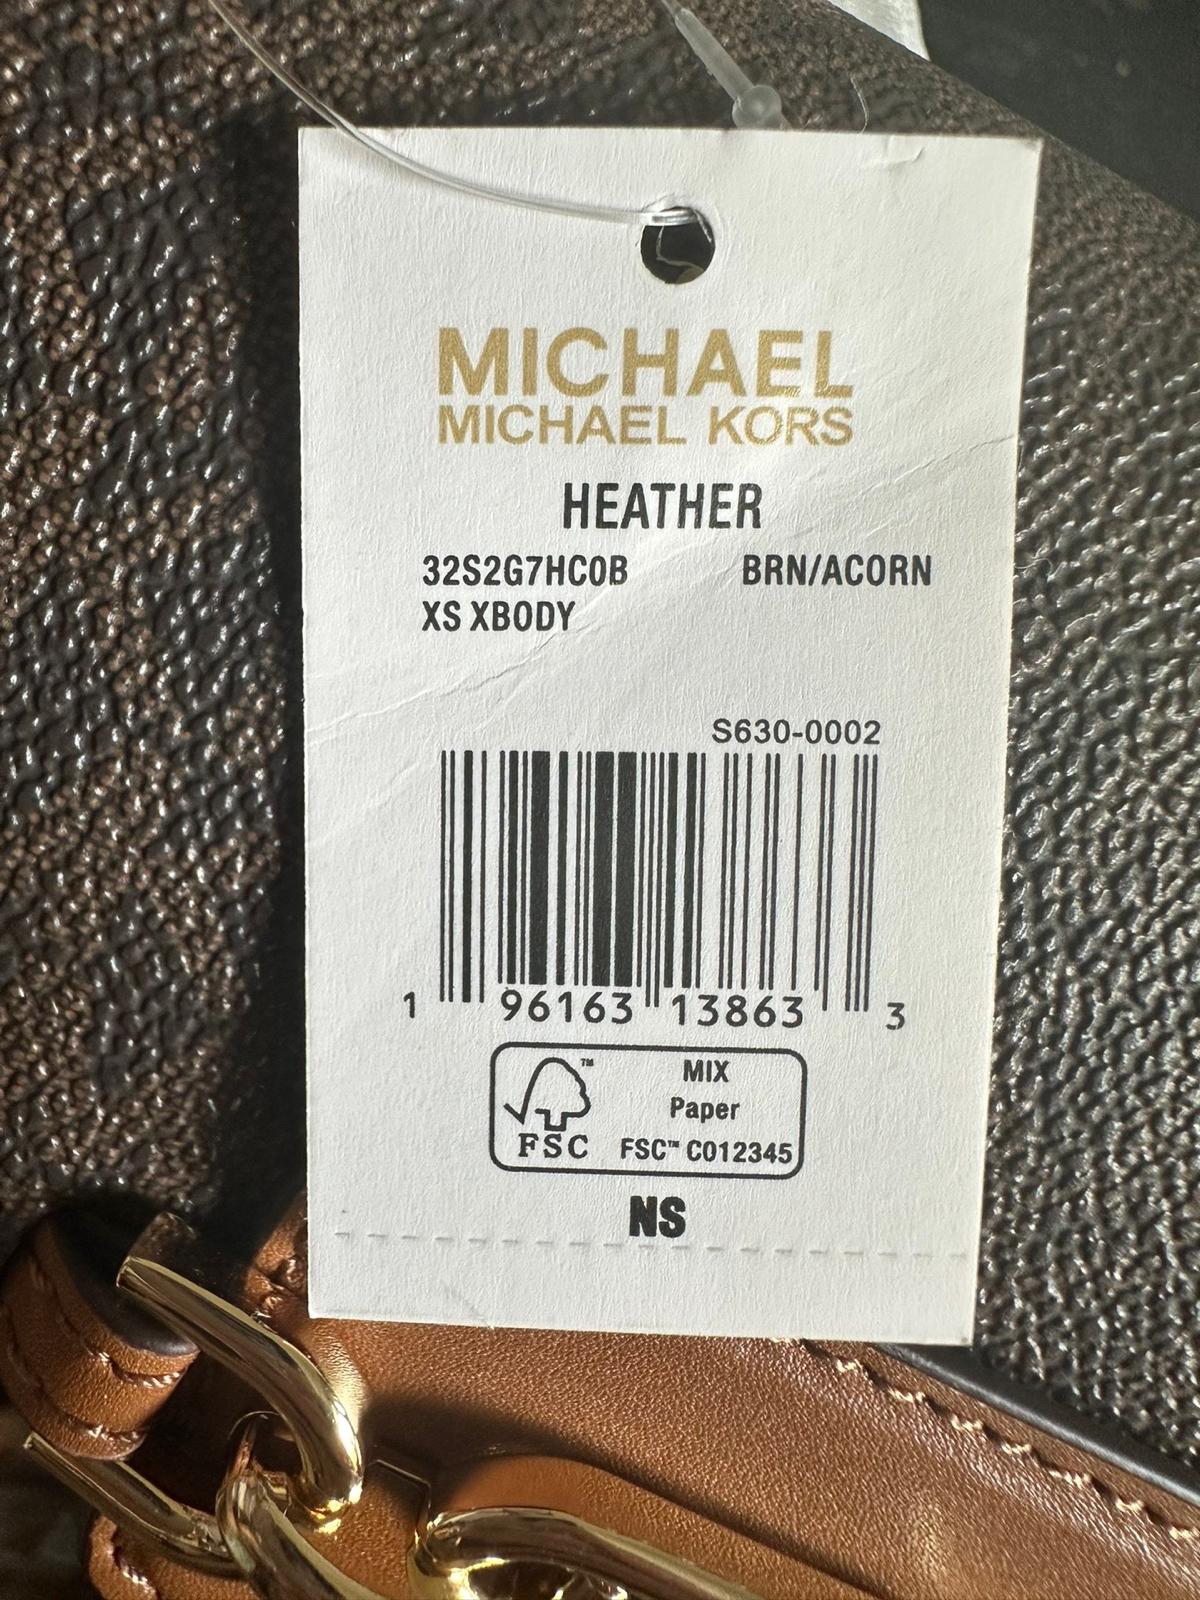 MICHAEL
MICHAEL KORS
HEATHER
32S2G7HC0B BRN/ACORN
XS XBODY
S630-0002
1 96163 13863 3
FSC™
MIX
Paper
FSC™ C012345
NS